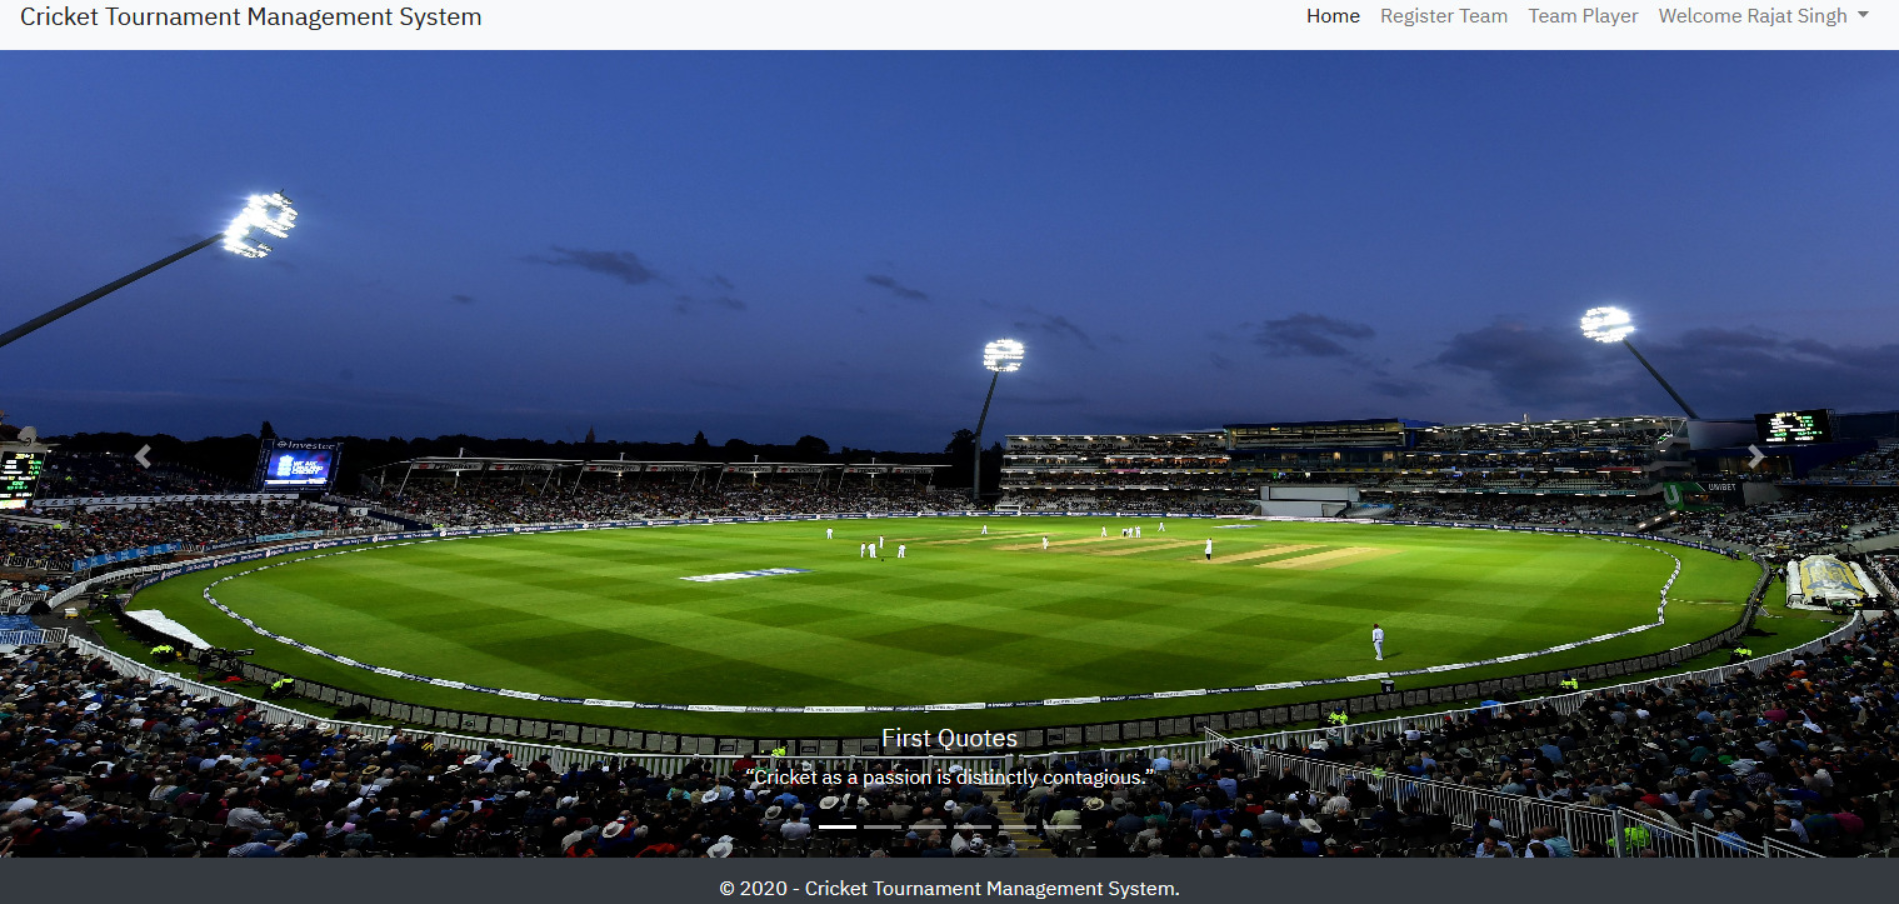 Cricket Tournament Management System
Home Register Team Team Player Welcome Rajat Singh
Investec
UNIBET
First Quotes
“Cricket as a passion is distinctly contagious.”
© 2020 - Cricket Tournament Management System.